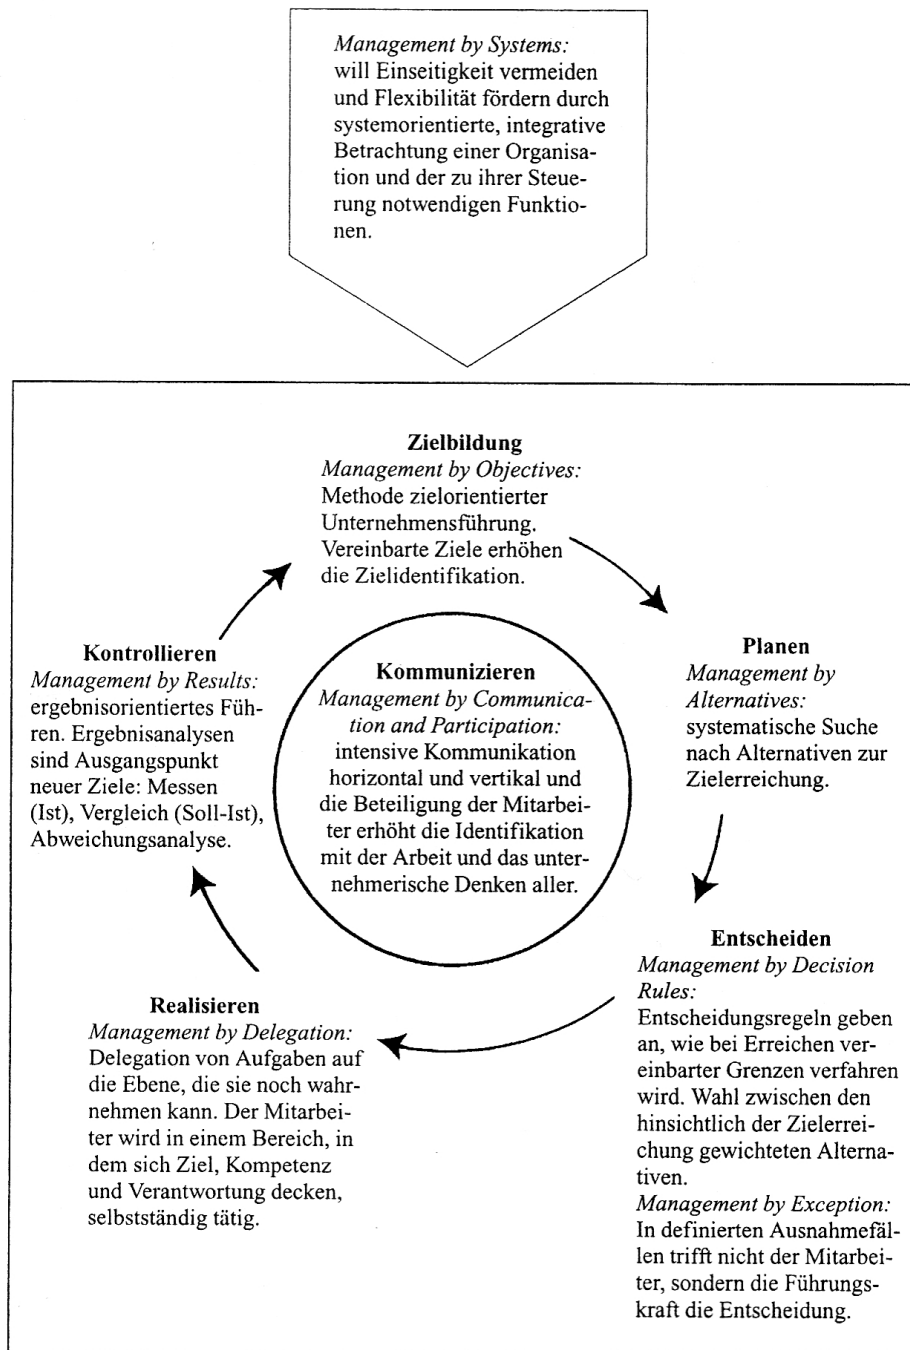 Management by Systems:
will Einseitigkeit vermeiden
und Flexibilität fördern durch
systemorientierte, integrative
Betrachtung einer Organisa-
tion und der zu ihrer Steue-
rung notwendigen Funktio-
nen.
Zielbildung
Management by Objectives:
Methode zielorientierter
Unternehmensführung.
Vereinbarte Ziele erhöhen
die Zielidentifikation.
Planen
Management by
Alternatives:
systematische Suche
nach Alternativen zur
Zielerreichung.
Entscheiden
Management by Decision
Rules:
Entscheidungsregeln geben
an, wie bei Erreichen ver-
einbarter Grenzen verfahren
wird. Wahl zwischen den
hinsichtlich der Zielerrei-
chung gewichteten Alterna-
tiven.
Management by Exception:
In definierten Ausnahmefäl-
len trifft nicht der Mitarbei-
ter, sondern die Führungs-
kraft die Entscheidung.
Realisieren
Management by Delegation:
Delegation von Aufgaben auf
die Ebene, die sie noch wahr-
nehmen kann. Der Mitarbei-
ter wird in einem Bereich, in
dem sich Ziel, Kompetenz
und Verantwortung decken,
selbstständig tätig.
Kontrollieren
Management by Results:
ergebnisorientiertes Füh-
ren. Ergebnisanalysen
sind Ausgangspunkt
neuer Ziele: Messen
(Ist), Vergleich (Soll-Ist),
Abweichungsanalyse.
Kommunizieren
Management by Communica-
tion and Participation:
intensive Kommunikation
horizontal und vertikal und
die Beteiligung der Mitarbei-
ter erhöht die Identifikation
mit der Arbeit und das unter-
nehmerische Denken aller.